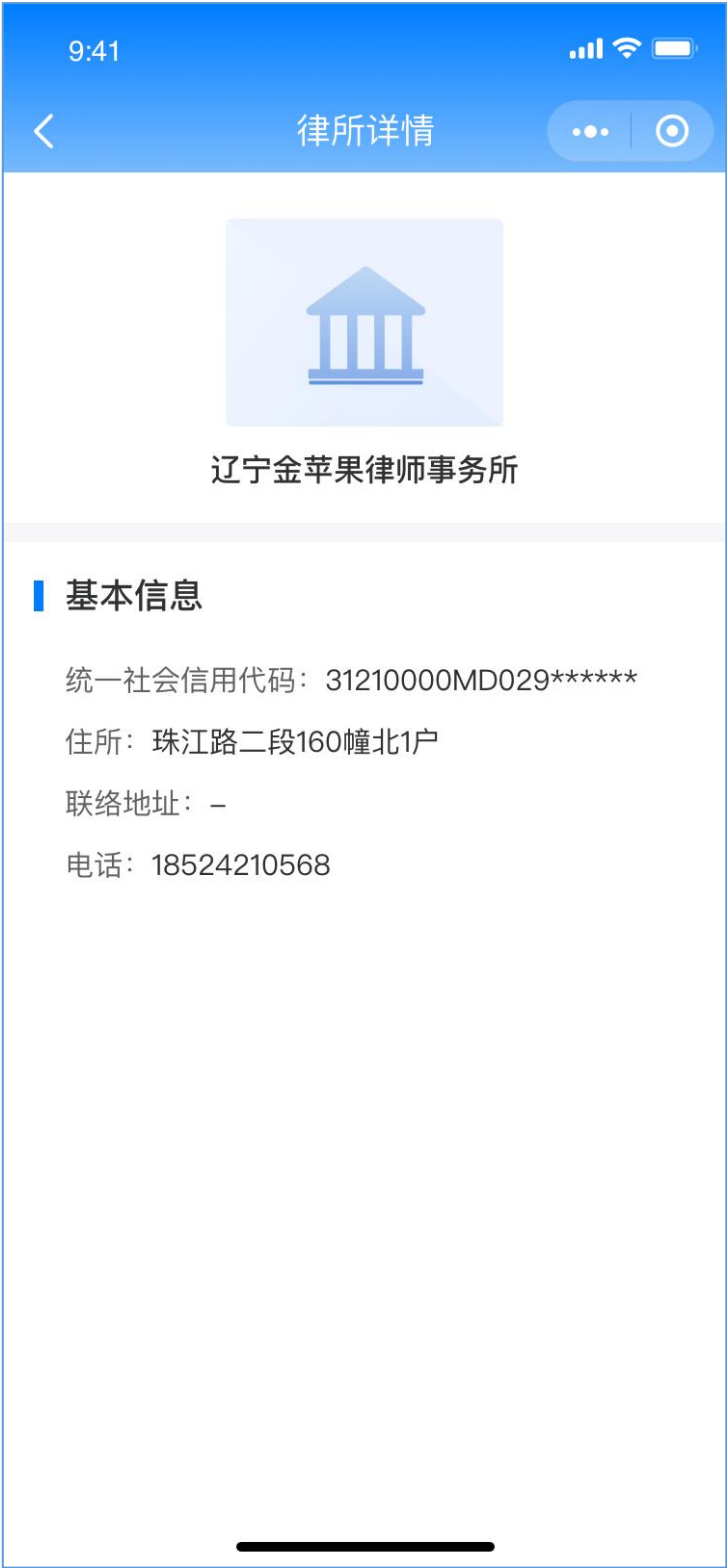 9:41
律所详情
辽宁金苹果律师事务所
基本信息
统一社会信用代码：31210000MD029******
住所：珠江路二段160幢北1户
联络地址：–
电话：18524210568